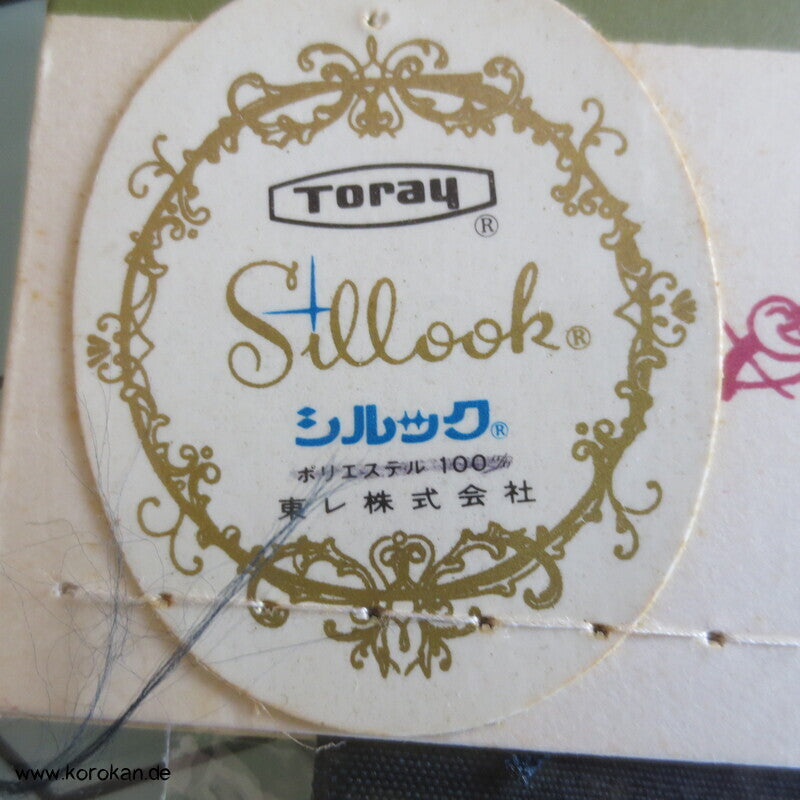 Toray®
Sillook®
シルック®
ポリエステル 100%
東レ株式会社
www.korokan.de